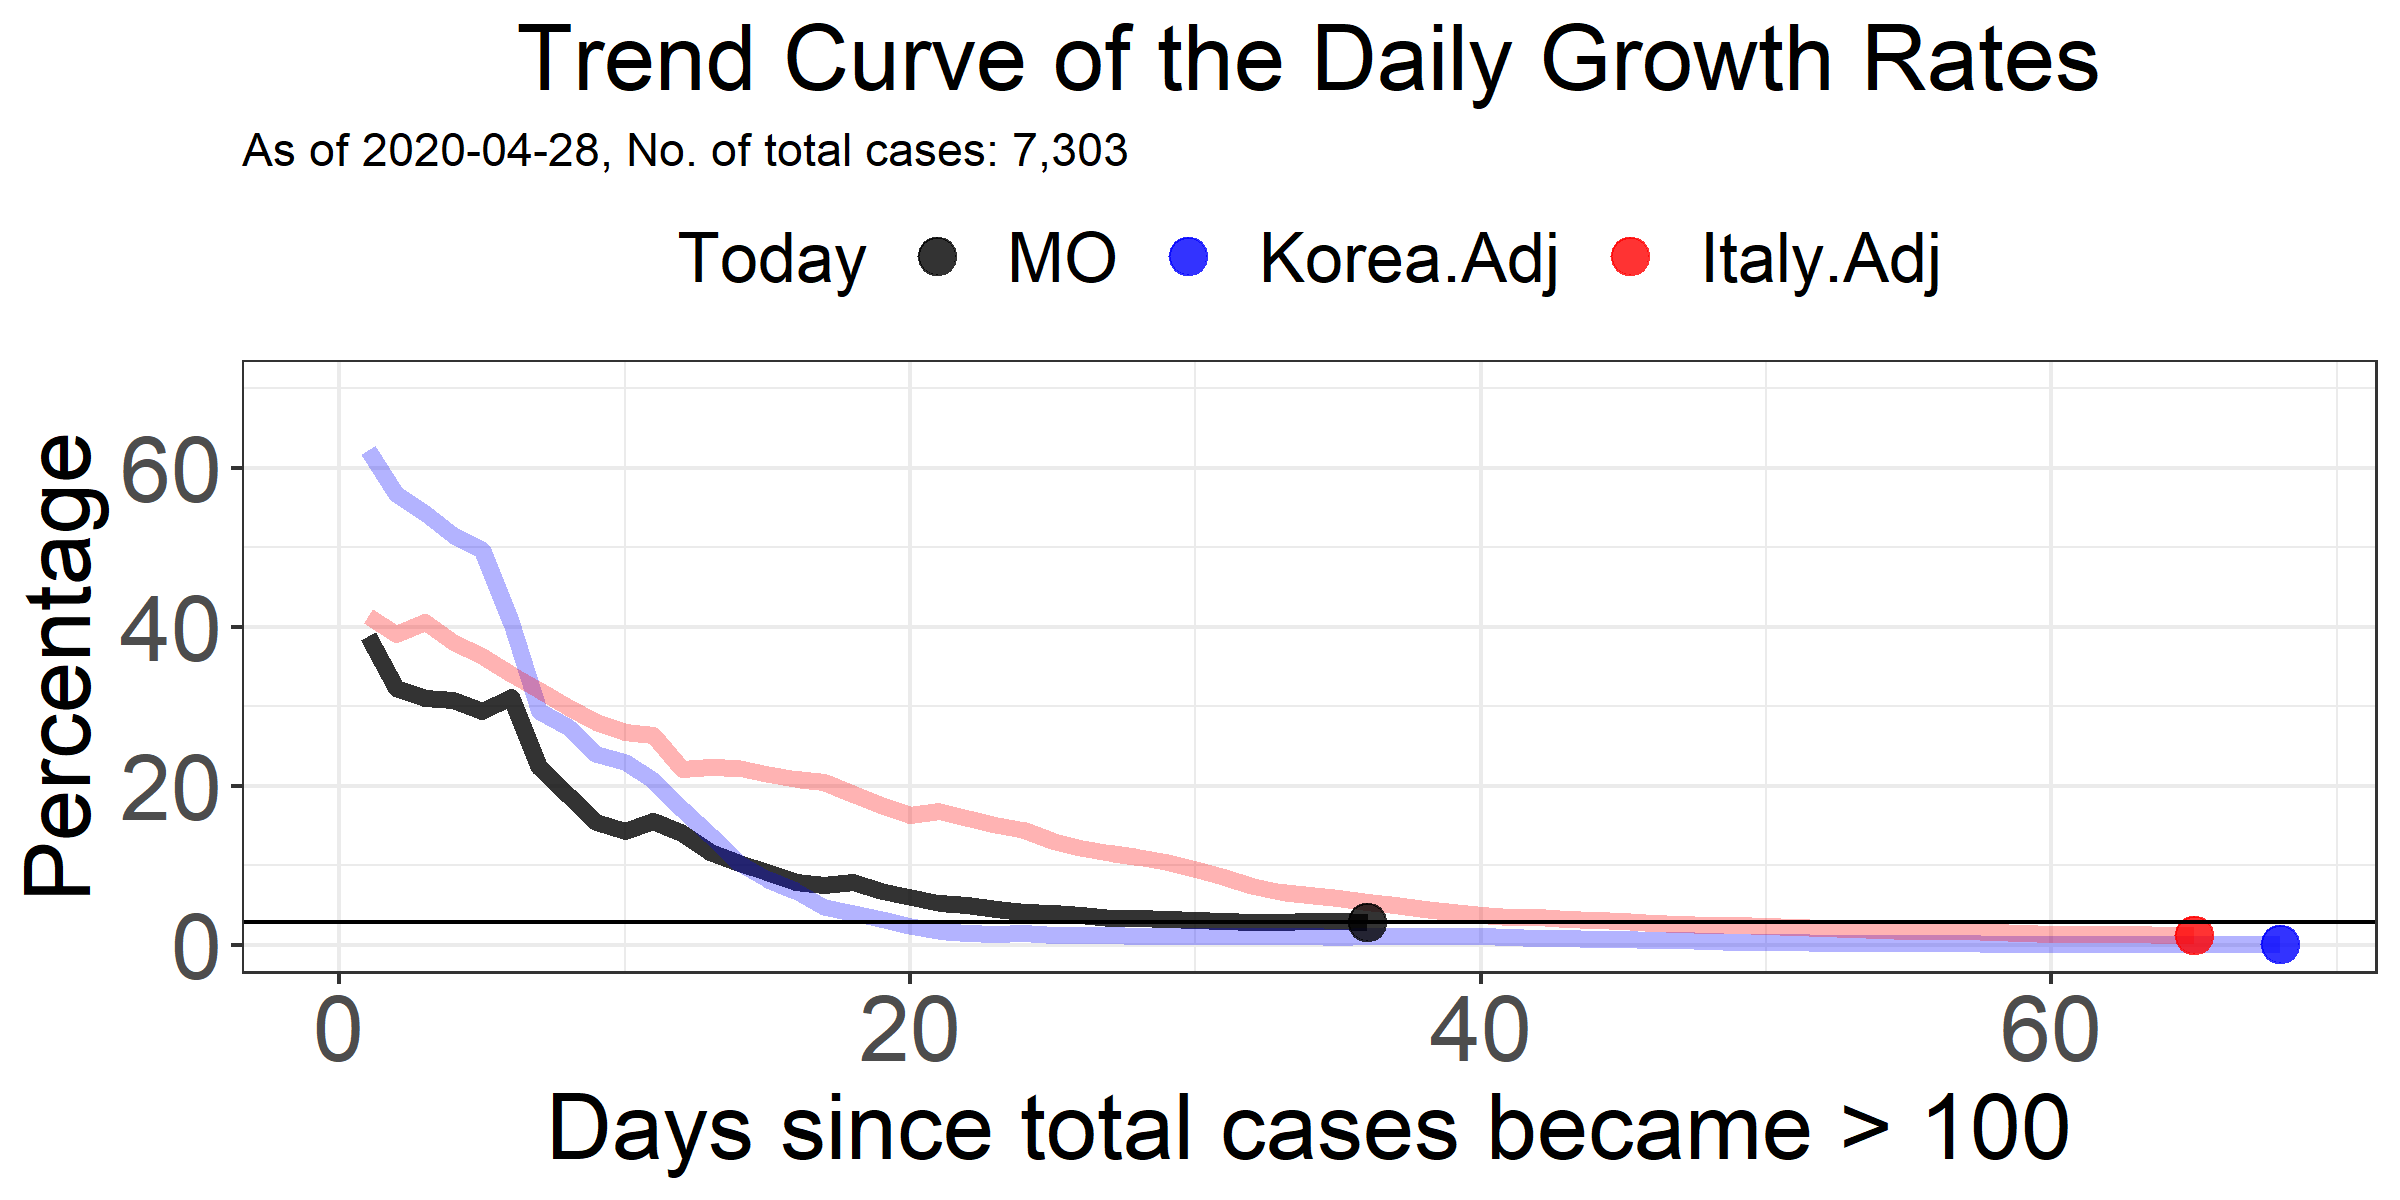 Trend Curve of the Daily Growth Rates
As of 2020-04-28, No. of total cases: 7,303
Today MO Korea.Adj Italy.Adj
Percentage
60
40
20
0
0 20 40 60
Days since total cases became > 100